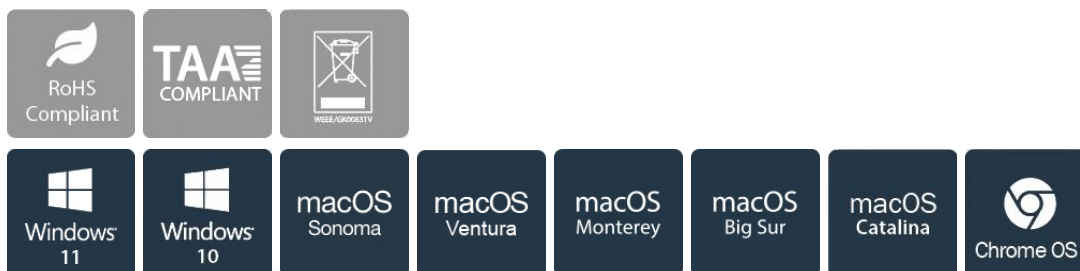 RoHS
Compliant
TAA
COMPLIANT
WEEE/GK0083TV
Windows
11
Windows
10
macOS
Sonoma
macOS
Ventura
macOS
Monterey
macOS
Big Sur
macOS
Catalina
Chrome OS